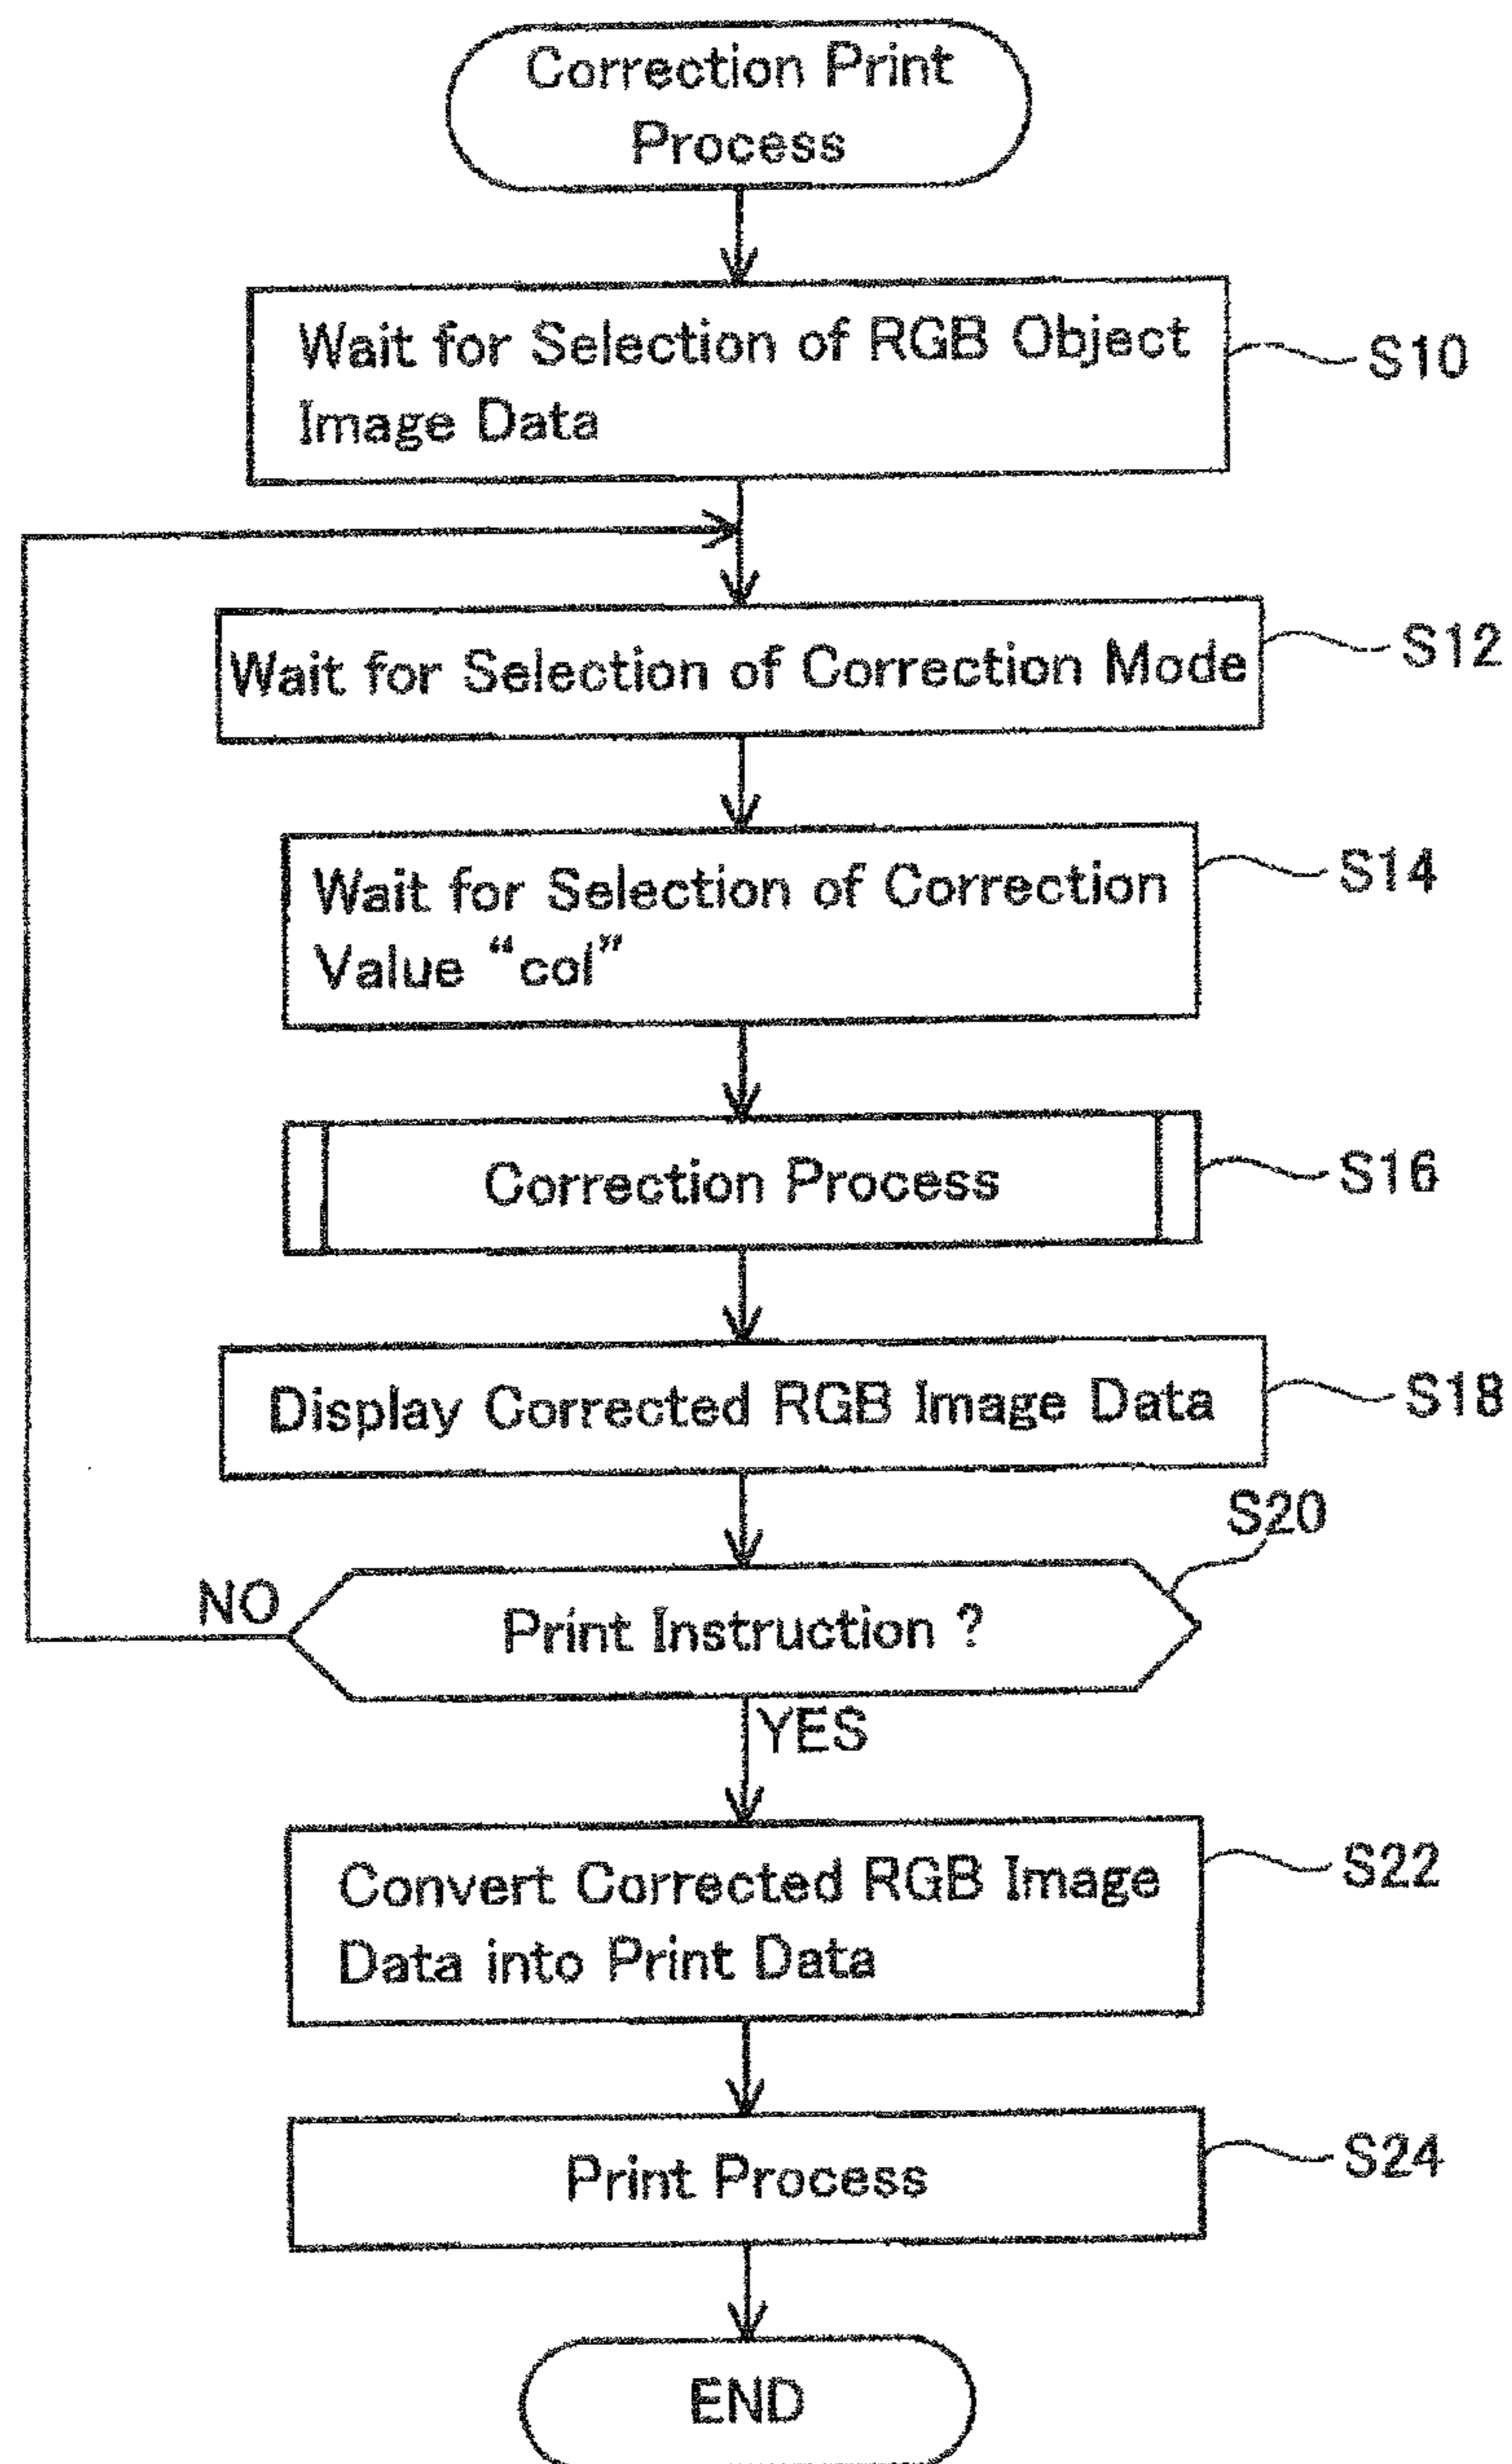 Correction Print
Process
Wait for Selection of RGB Object
Image Data
S10
Wait for Selection of Correction Mode
S12
Wait for Selection of Correction
Value “col”
S14
Correction Process
S16
Display Corrected RGB Image Data
S18
S20
NO
Print Instruction ?
YES
Convert Corrected RGB Image
Data into Print Data
S22
Print Process
S24
END